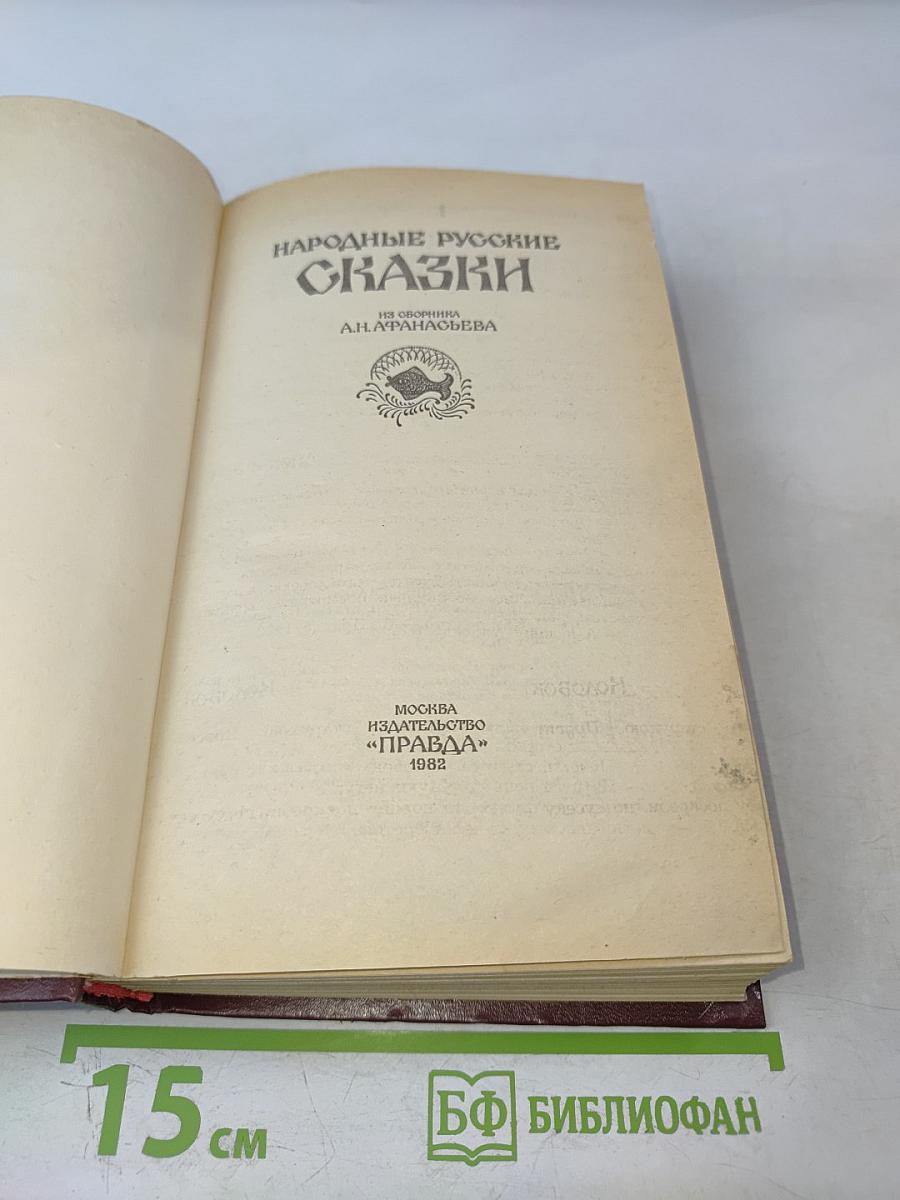 НАРОДНЫЕ РУССКИЕ
СКАЗКИ
ИЗ СБОРНИКА
А.Н. АФАНАСЬЕВА
МОСКВА
ИЗДАТЕЛЬСТВО
«ПРАВДА»
1982
15 см
БФ БИБЛИОФАН